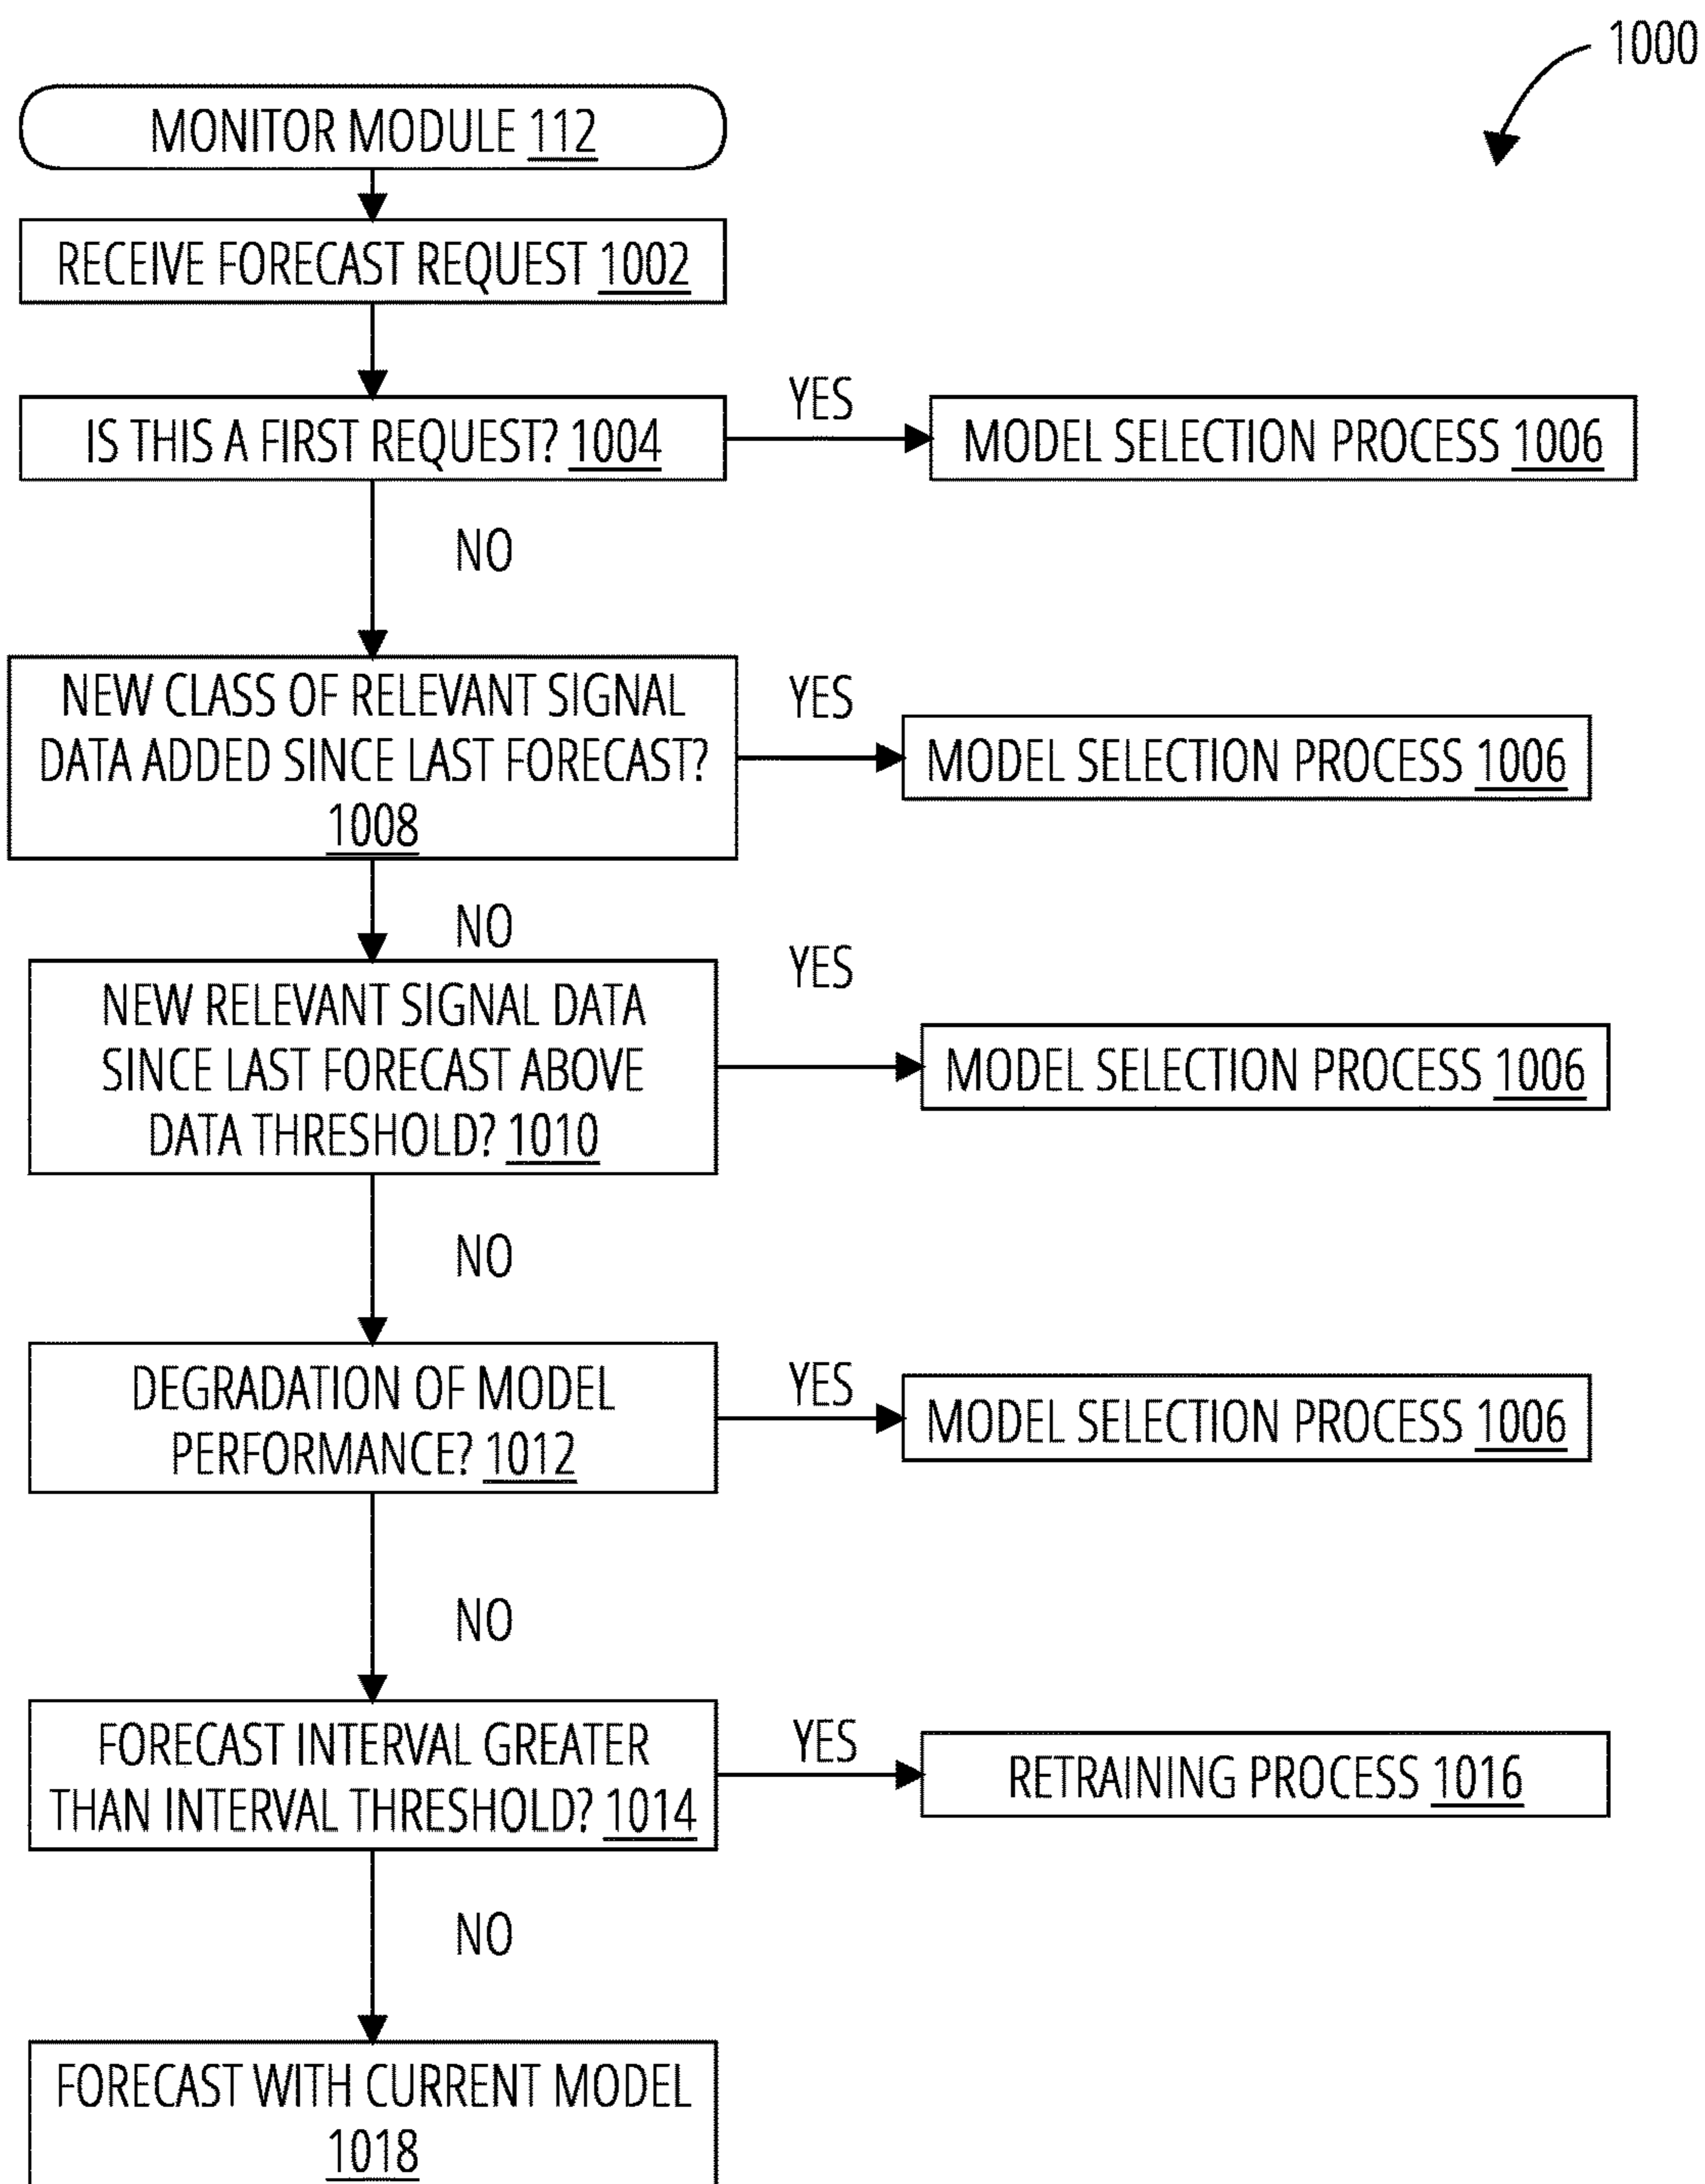 1000
MONITOR MODULE 112
RECEIVE FORECAST REQUEST 1002
IS THIS A FIRST REQUEST? 1004
YES
MODEL SELECTION PROCESS 1006
NO
NEW CLASS OF RELEVANT SIGNAL
DATA ADDED SINCE LAST FORECAST?
1008
YES
MODEL SELECTION PROCESS 1006
NO
NEW RELEVANT SIGNAL DATA
SINCE LAST FORECAST ABOVE
DATA THRESHOLD? 1010
YES
MODEL SELECTION PROCESS 1006
NO
DEGRADATION OF MODEL
PERFORMANCE? 1012
YES
MODEL SELECTION PROCESS 1006
NO
FORECAST INTERVAL GREATER
THAN INTERVAL THRESHOLD? 1014
YES
RETRAINING PROCESS 1016
NO
FORECAST WITH CURRENT MODEL
1018